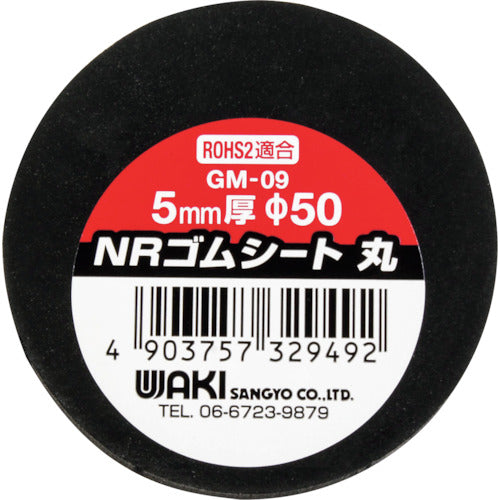 ROHS2適合
GM-09
5mm厚 φ50
NRゴムシート 丸
4 903757 329492
WAKI SANGYO CO.,LTD.
TEL. 06-6723-9879